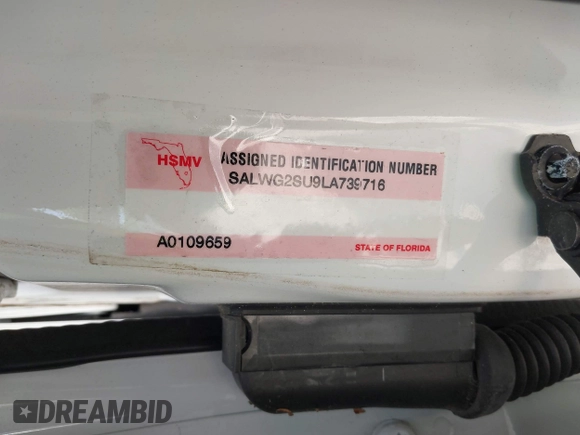 HSMV ASSIGNED IDENTIFICATION NUMBER
SALWG2SU9LA739716
A0109659 STATE OF FLORIDA
DREAMBID